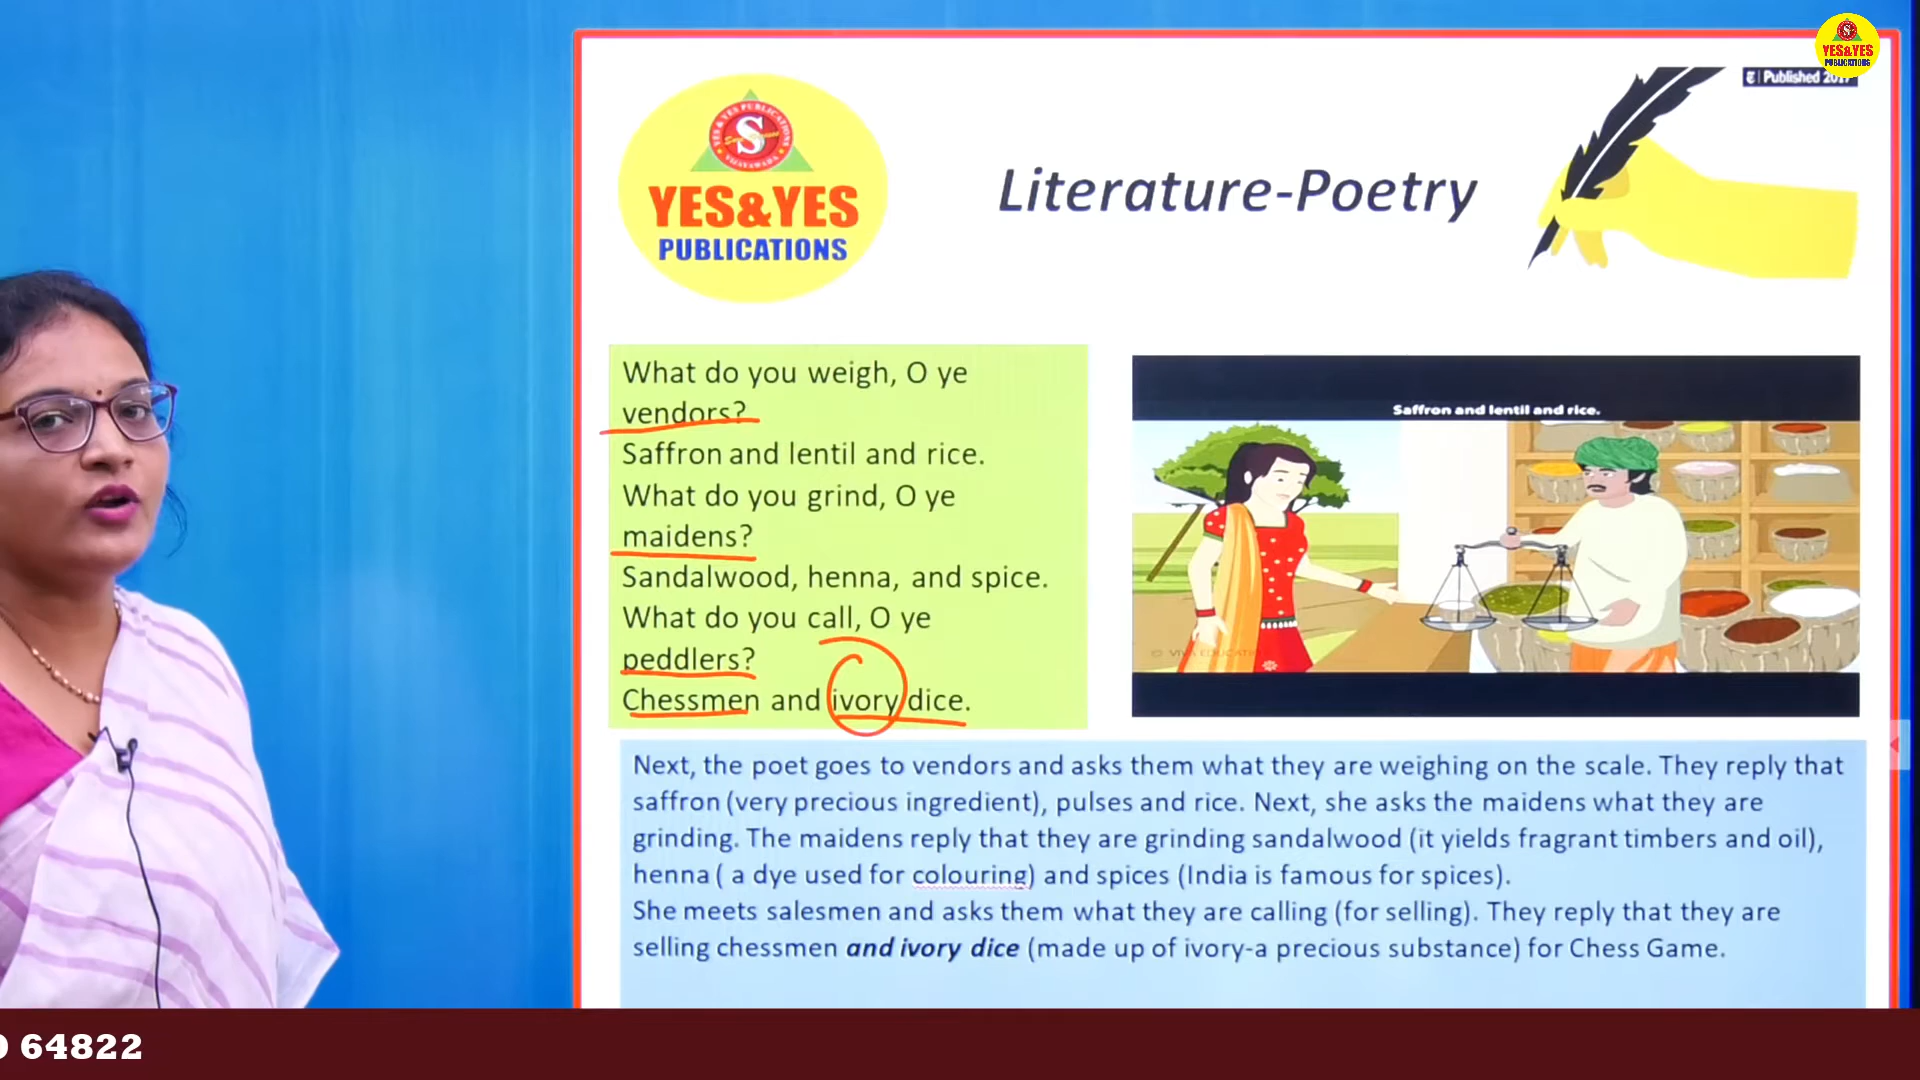 YES&YES
PUBLICATIONS
Published 2017
YES & YES PUBLICATIONS
S
VIJAYAWADA
YES&YES
PUBLICATIONS
Literature-Poetry
What do you weigh, O ye
vendors?
Saffron and lentil and rice.
What do you grind, O ye
maidens?
Sandalwood, henna, and spice.
What do you call, O ye
peddlers?
Chessmen and ivory dice.
Saffron and lentil and rice.
Next, the poet goes to vendors and asks them what they are weighing on the scale. They reply that
saffron (very precious ingredient), pulses and rice. Next, she asks the maidens what they are
grinding. The maidens reply that they are grinding sandalwood (it yields fragrant timbers and oil),
henna ( a dye used for colouring) and spices (India is famous for spices).
She meets salesmen and asks them what they are calling (for selling). They reply that they are
selling chessmen and ivory dice (made up of ivory-a precious substance) for Chess Game.
64822